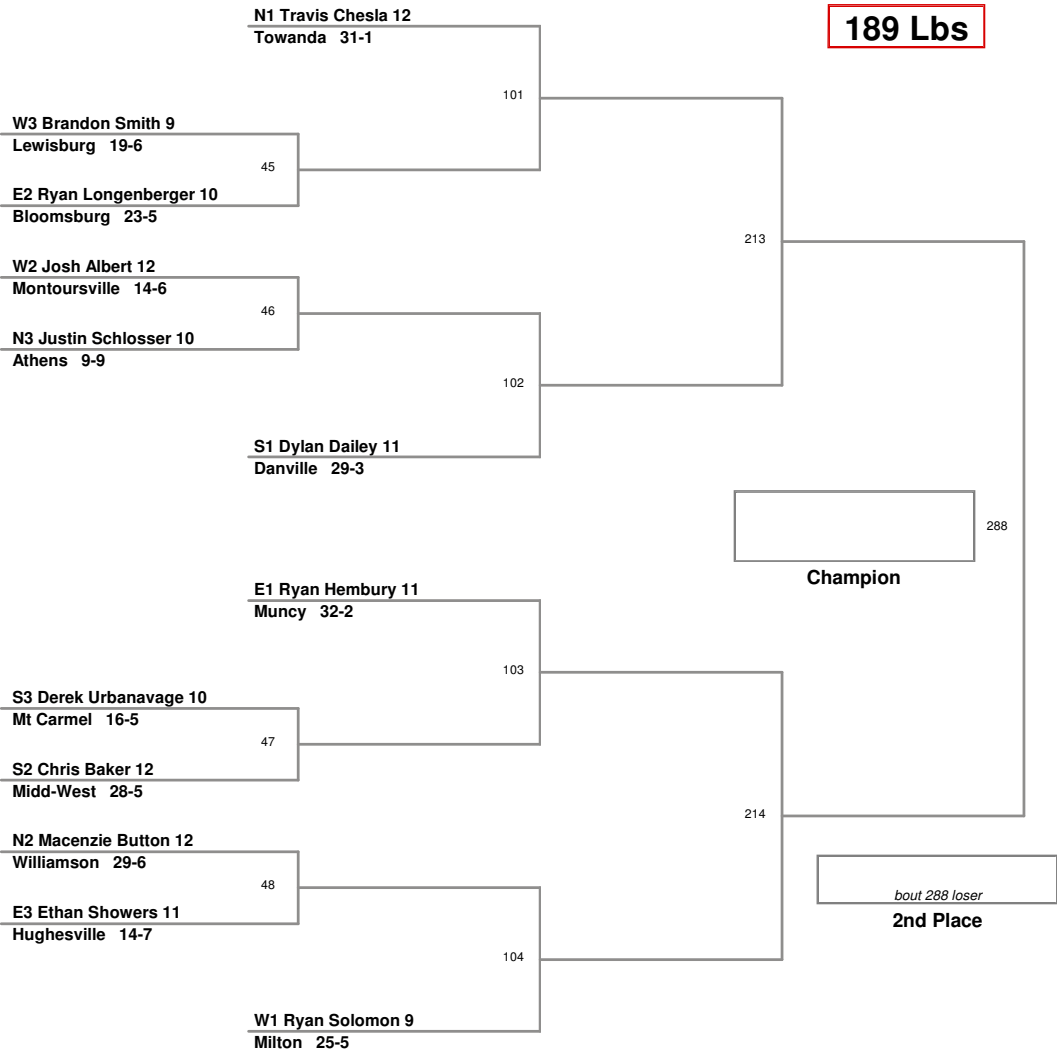 N1 Travis Chesla 12
Towanda 31-1
189 Lbs
101
W3 Brandon Smith 9
Lewisburg 19-6
45
E2 Ryan Longenberger 10
Bloomsburg 23-5
213
W2 Josh Albert 12
Montoursville 14-6
46
N3 Justin Schlosser 10
Athens 9-9
102
S1 Dylan Dailey 11
Danville 29-3
288
Champion
E1 Ryan Hembury 11
Muncy 32-2
103
S3 Derek Urbanavage 10
Mt Carmel 16-5
47
S2 Chris Baker 12
Midd-West 28-5
214
N2 Macenzie Button 12
Williamson 29-6
48
bout 288 loser
2nd Place
E3 Ethan Showers 11
Hughesville 14-7
104
W1 Ryan Solomon 9
Milton 25-5